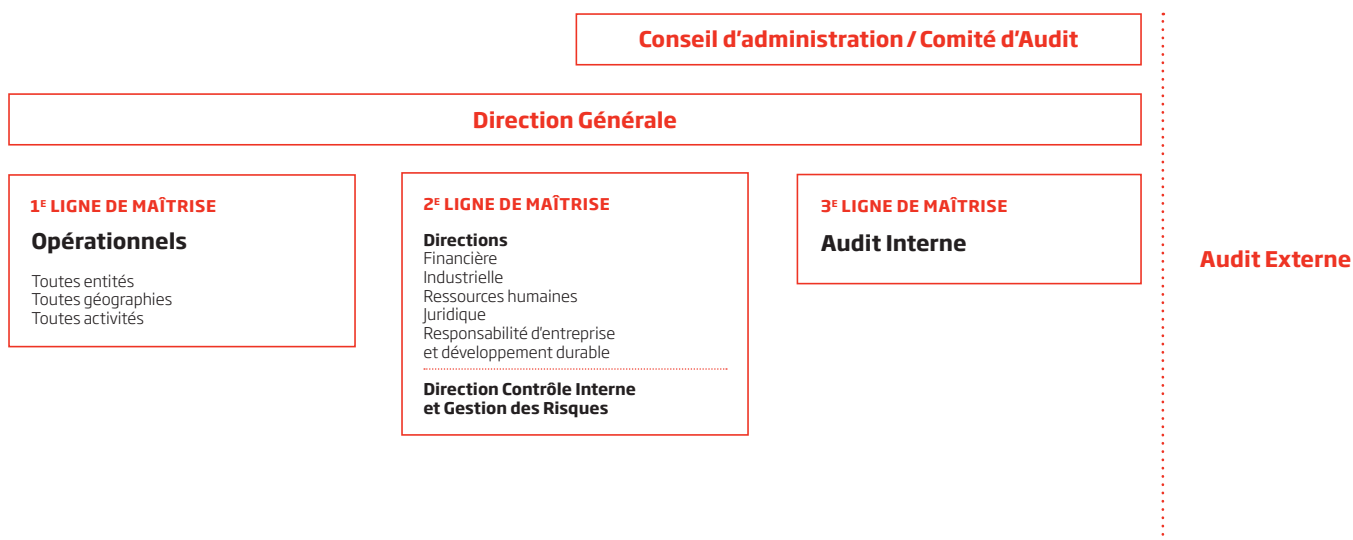 Conseil d'administration / Comité d'Audit
Direction Générale
1E LIGNE DE MAÎTRISE
Opérationnels
Toutes entités
Toutes géographies
Toutes activités
2E LIGNE DE MAÎTRISE
Directions
Financière
Industrielle
Ressources humaines
Juridique
Responsabilité d'entreprise
et développement durable
Direction Contrôle Interne
et Gestion des Risques
3E LIGNE DE MAÎTRISE
Audit Interne
Audit Externe